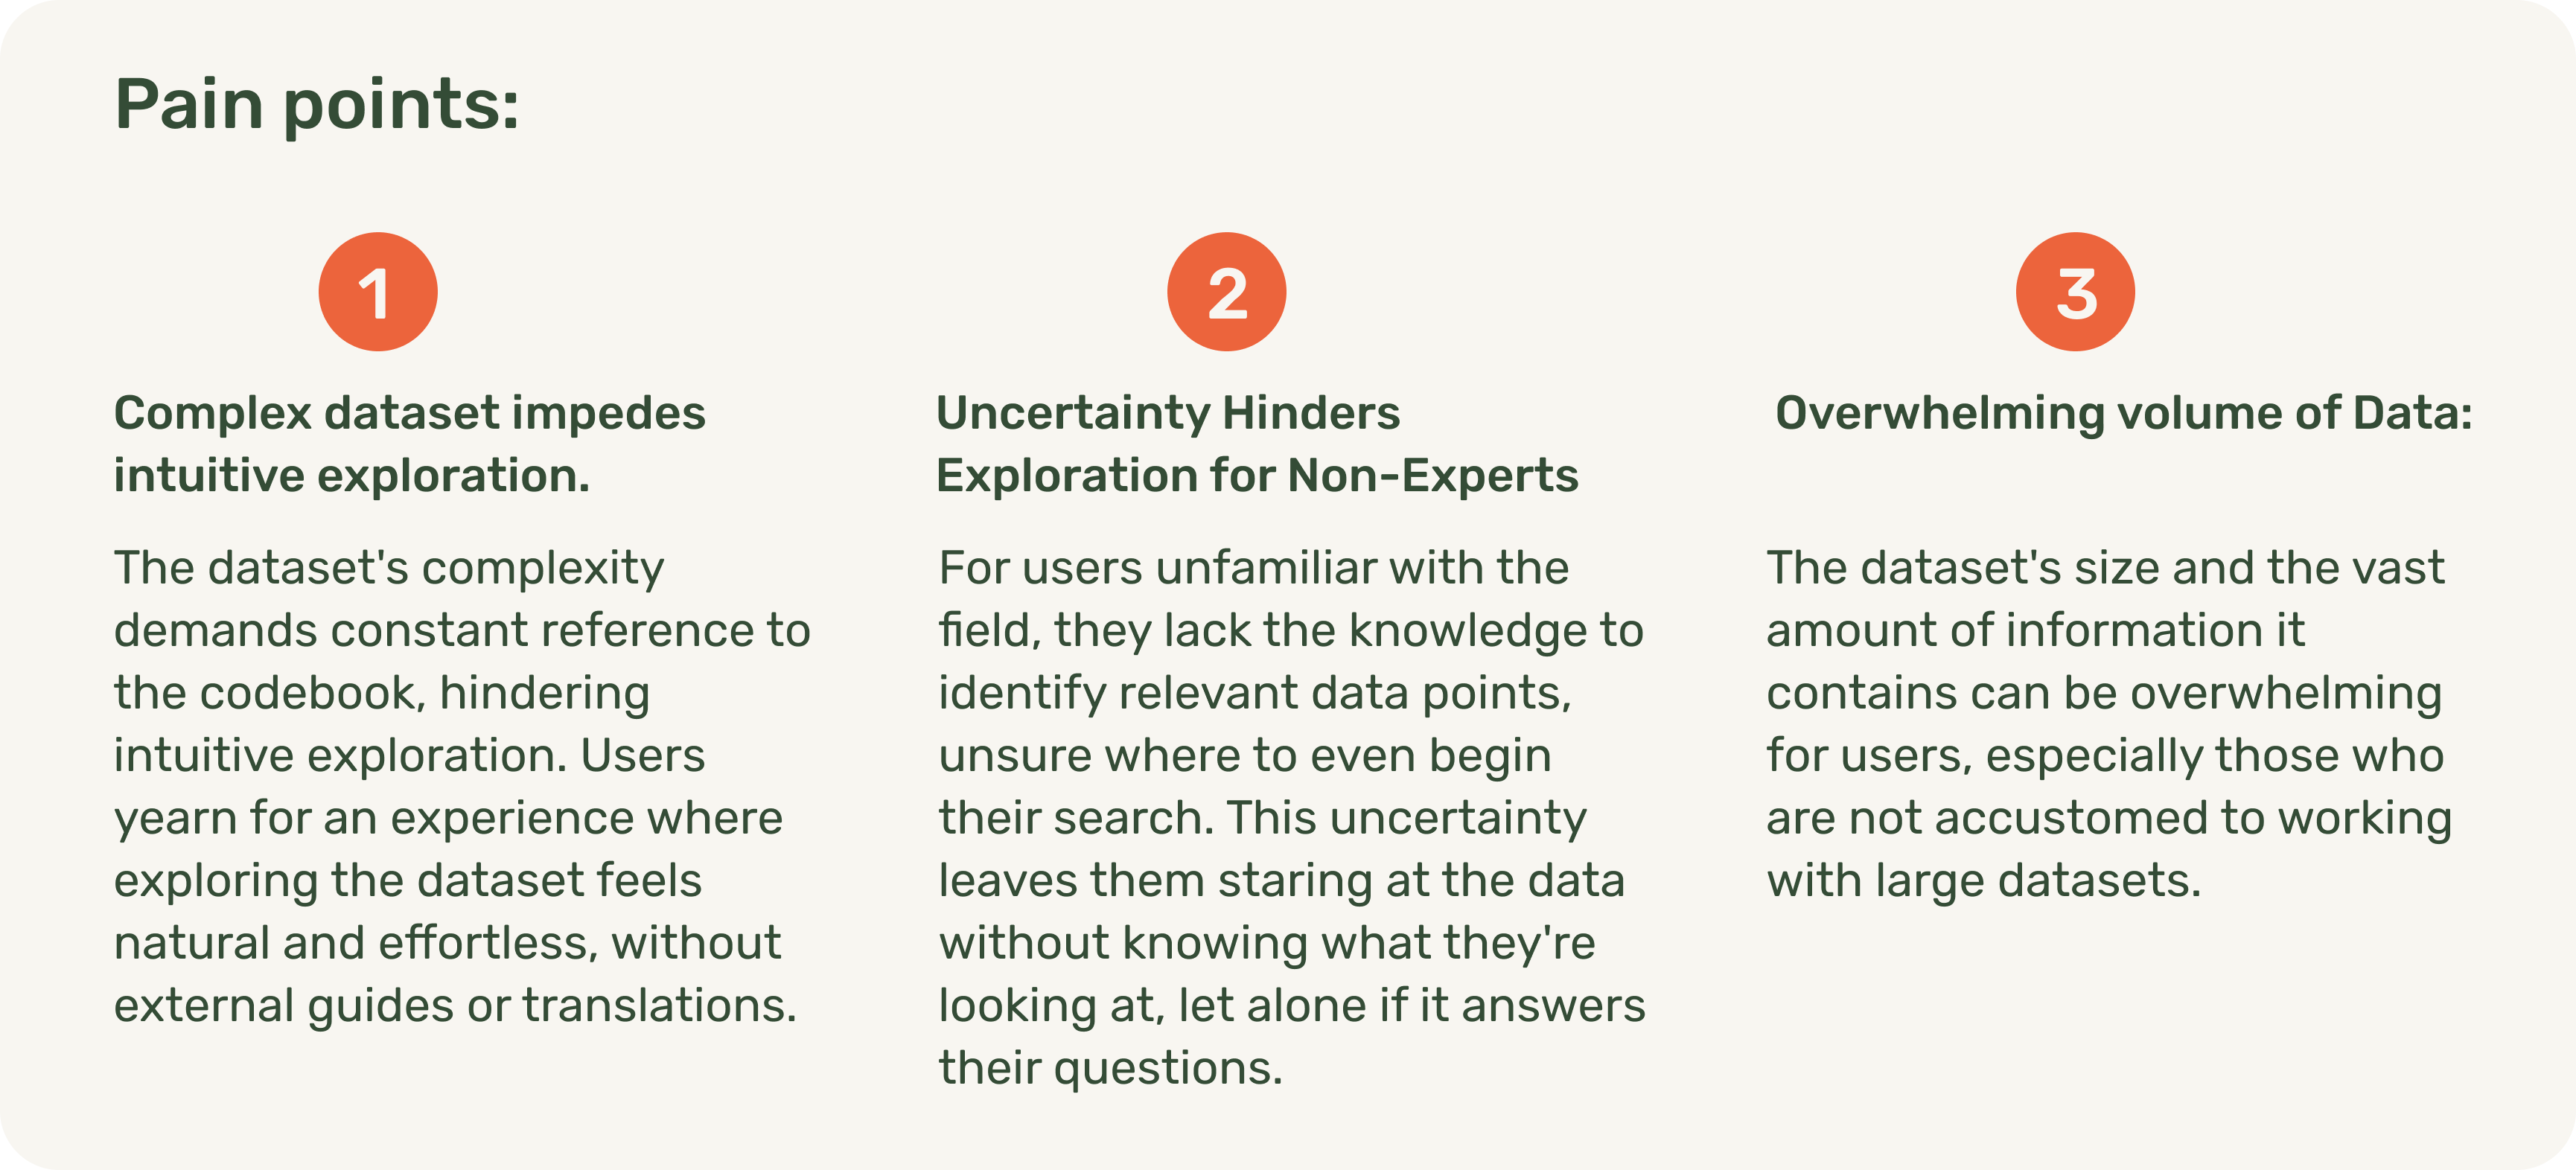 Pain points:
1
Complex dataset impedes
intuitive exploration.
The dataset's complexity
demands constant reference to
the codebook, hindering
intuitive exploration. Users
yearn for an experience where
exploring the dataset feels
natural and effortless, without
external guides or translations.
2
Uncertainty Hinders
Exploration for Non-Experts
For users unfamiliar with the
field, they lack the knowledge to
identify relevant data points,
unsure where to even begin
their search. This uncertainty
leaves them staring at the data
without knowing what they're
looking at, let alone if it answers
their questions.
3
Overwhelming volume of Data:
The dataset's size and the vast
amount of information it
contains can be overwhelming
for users, especially those who
are not accustomed to working
with large datasets.